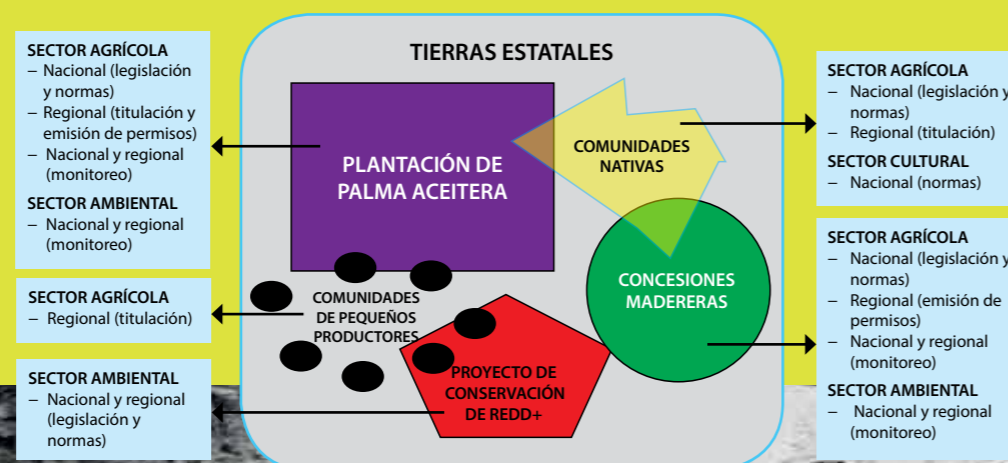 SECTOR AGRÍCOLA
– Nacional (legislación
y normas)
– Regional (titulación y
emisión de permisos)
– Nacional y regional
(monitoreo)
SECTOR AMBIENTAL
– Nacional y regional
(monitoreo)
SECTOR AGRÍCOLA
– Regional (titulación)
SECTOR AMBIENTAL
– Nacional y regional
(legislación y
normas)
TIERRAS ESTATALES
PLANTACIÓN DE
PALMA ACEITERA
COMUNIDADES
NATIVAS
CONCESIONES
MADERERAS
COMUNIDADES
DE PEQUEÑOS
PRODUCTORES
PROYECTO DE
CONSERVACIÓN
DE REDD+
SECTOR AGRÍCOLA
– Nacional (legislación y
normas)
– Regional (titulación)
SECTOR CULTURAL
– Nacional (normas)
SECTOR AGRÍCOLA
– Nacional (legislación y
normas)
– Regional (emisión de
permisos)
– Nacional y regional
(monitoreo)
SECTOR AMBIENTAL
– Nacional y regional
(monitoreo)